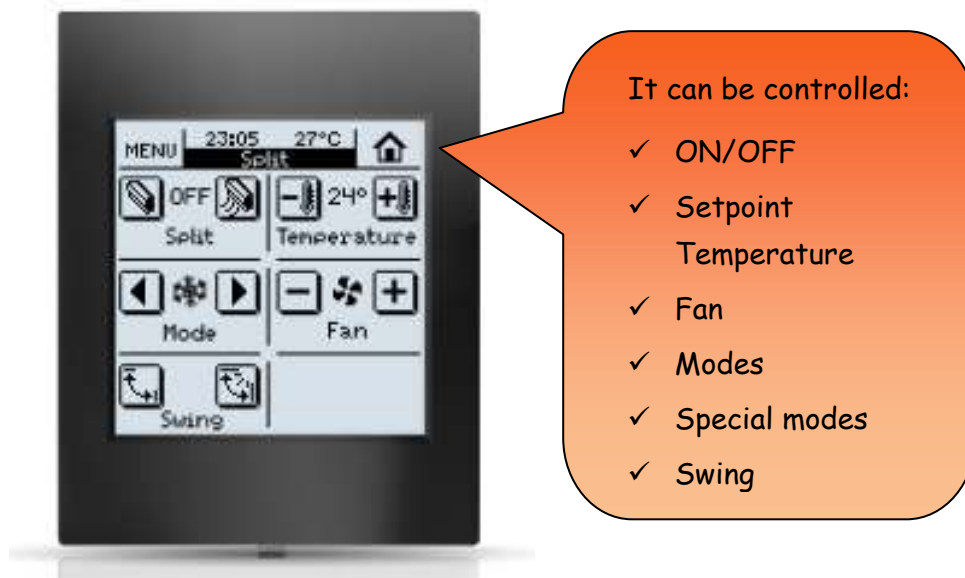 MENU 23:05 27°C
Split
OFF 24º
Split Temperature
Mode Fan
Swing
It can be controlled:
✓ ON/OFF
✓ Setpoint
Temperature
✓ Fan
✓ Modes
✓ Special modes
✓ Swing